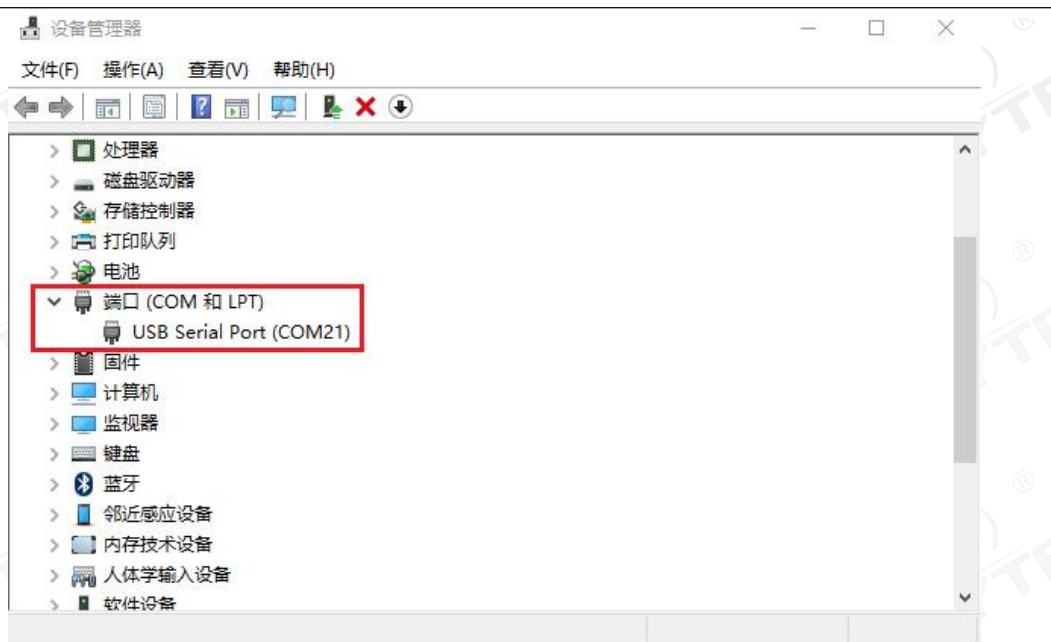 设备管理器
文件(F) 操作(A) 查看(V) 帮助(H)
处理器
磁盘驱动器
存储控制器
打印队列
电池
端口 (COM 和 LPT)
USB Serial Port (COM21)
固件
计算机
监视器
键盘
蓝牙
邻近感应设备
内存技术设备
人体学输入设备
软件设备